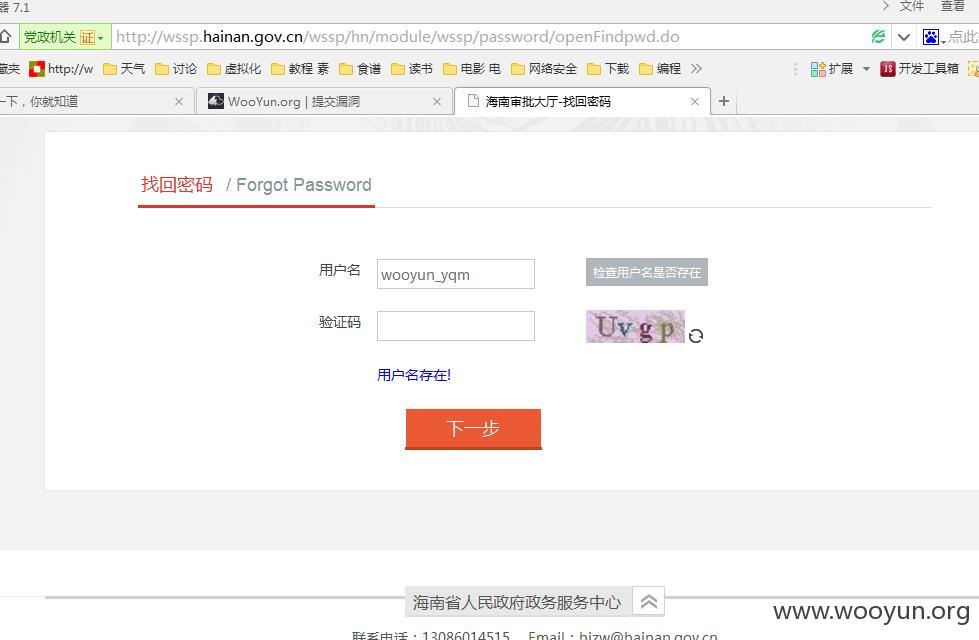 器 7.1 文件 查看
党政机关 证 http://wssp.hainan.gov.cn/wssp/hn/module/wssp/password/openFindpwd.do 点此
藏夹 http://w 天气 讨论 虚拟化 教程 素 食谱 读书 电影 电 网络安全 下载 编程 扩展 JS 开发工具箱
一下，你就知道 WooYun.org | 提交漏洞 海南审批大厅-找回密码
找回密码 / Forgot Password
用户名 wooyun_yqm 检查用户名是否存在
验证码 Uvgp
用户名存在!
下一步
海南省人民政府政务服务中心
www.wooyun.org
联系电话：13086014515 Email：hizw@hainan.gov.cn